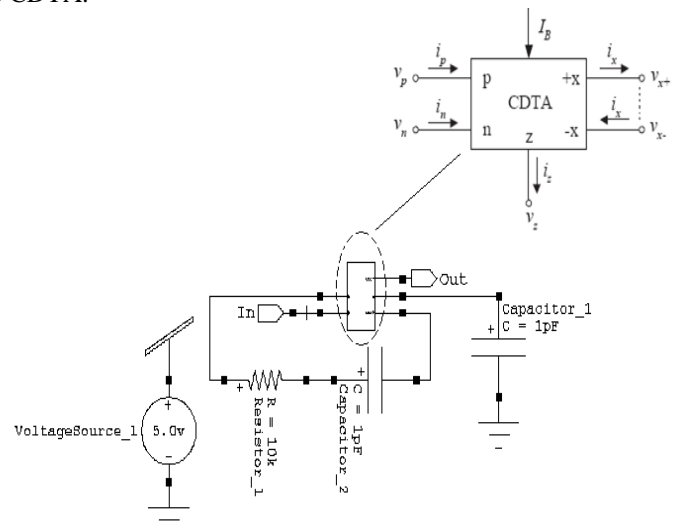 CDTA.
I_B
i_p
i_x
v_p
p
+x
v_x+
CDTA
i_n
i_x
v_n
n
-x
v_x-
z
i_z
v_z
Out
In
Capacitor_1
+ C = 1pF
+
+
+
VoltageSource_1
5.0v
-
R = 10k
Resistor_1
C = 1pF
Capacitor_2